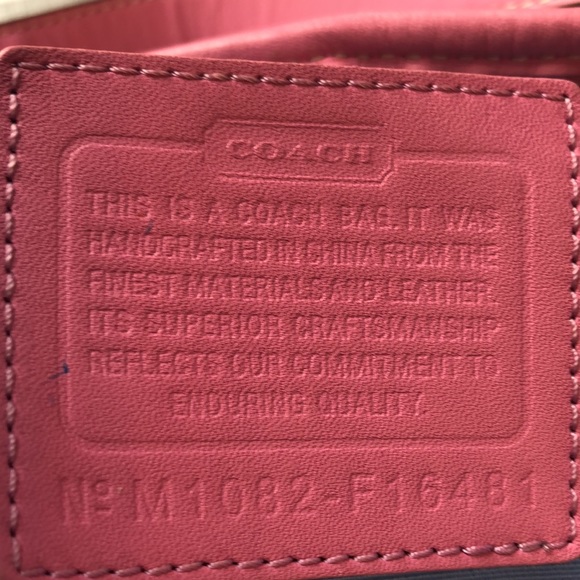 COACH
THIS IS A COACH BAG. IT WAS
HANDCRAFTED IN CHINA FROM THE
FINEST MATERIALS AND LEATHER.
ITS SUPERIOR CRAFTSMANSHIP
REFLECTS OUR COMMITMENT TO
ENDURING QUALITY.
Nº M1082-F16481